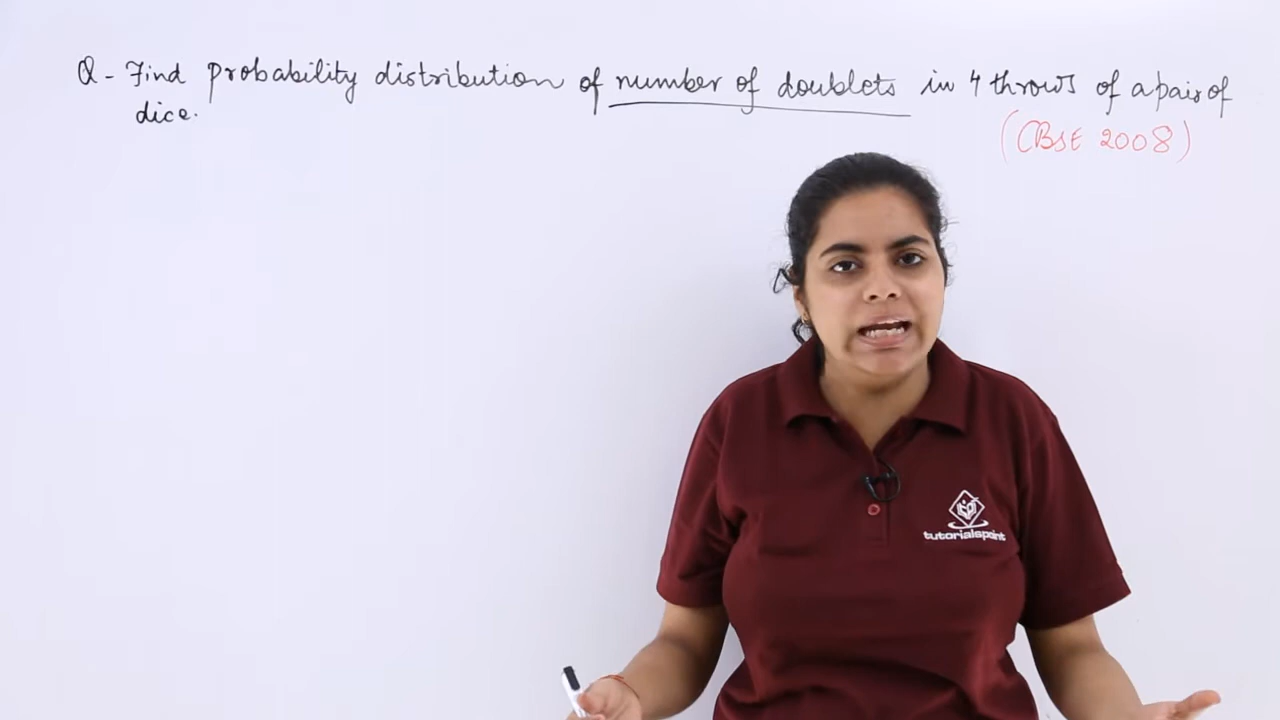 Q - Find probability distribution of number of doublets in 4 throws of a pair of
dice.
(CBSE 2008)
tutorialspoint